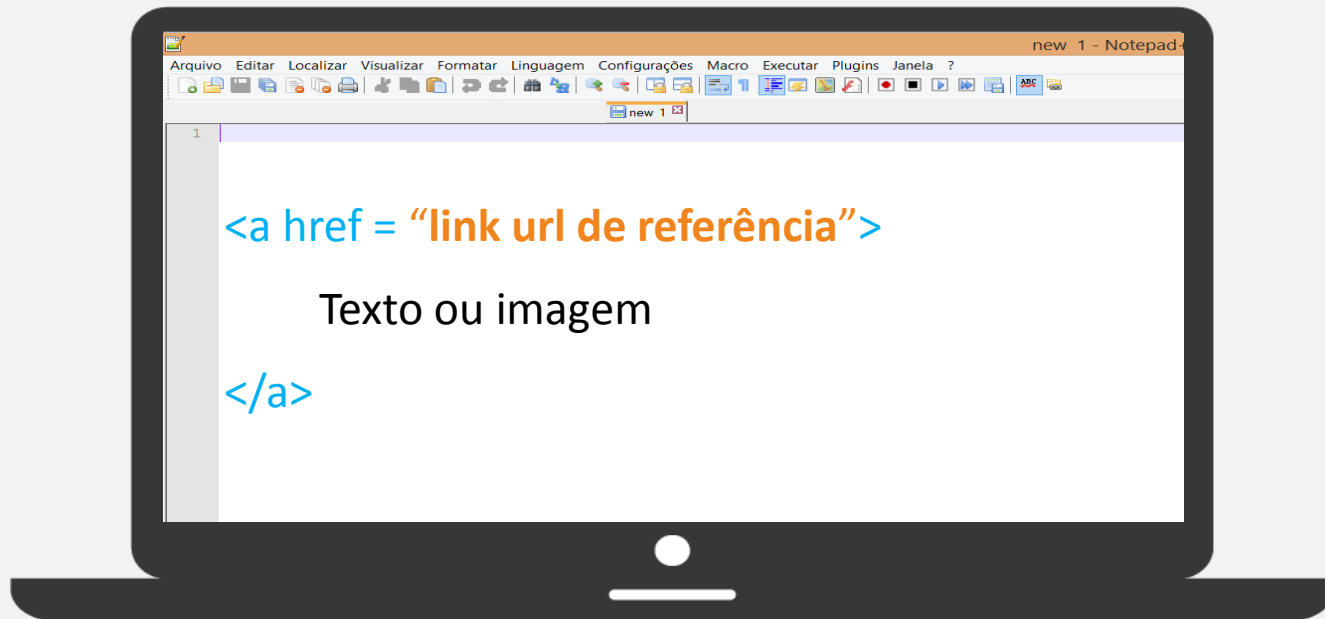 new 1 - Notepad+
Arquivo Editar Localizar Visualizar Formatar Linguagem Configurações Macro Executar Plugins Janela ?
ABC
new 1
1
<a href = “link url de referência”>
Texto ou imagem
</a>